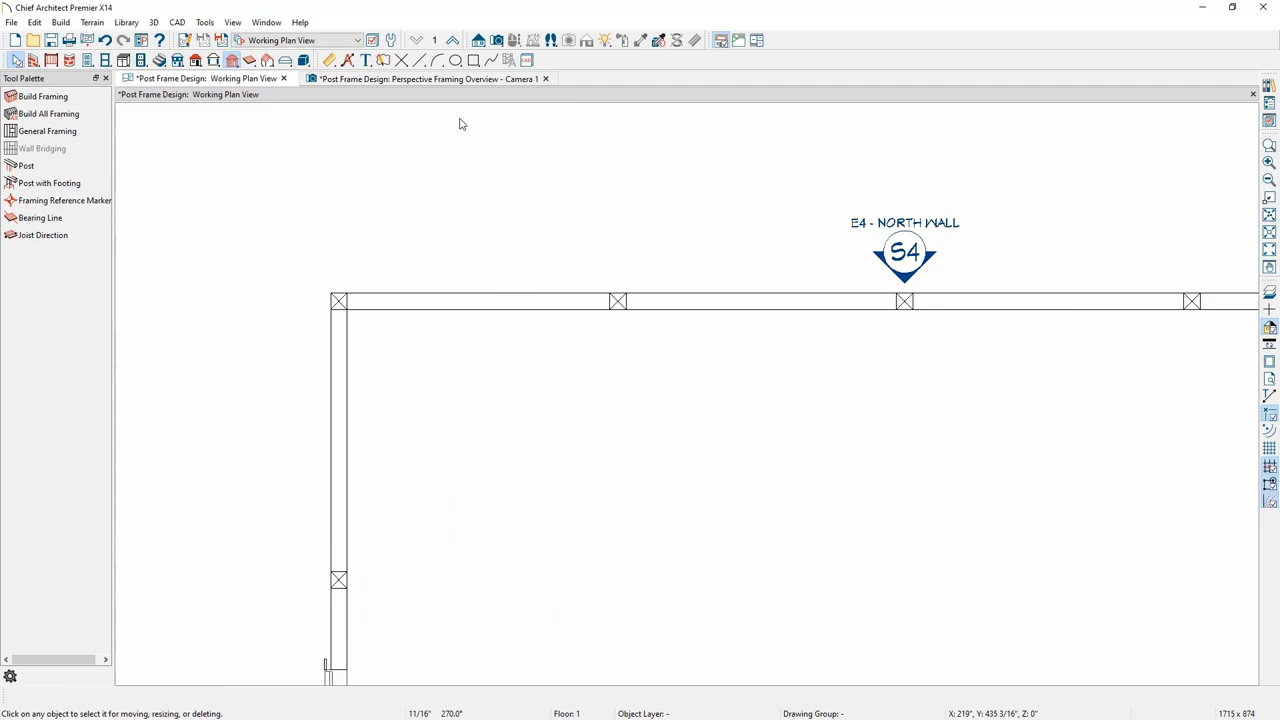 Chief Architect Premier X14
File Edit Build Terrain Library 3D CAD Tools View Window Help
Working Plan View 1
Tool Palette
*Post Frame Design: Working Plan View
*Post Frame Design: Perspective Framing Overview - Camera 1
*Post Frame Design: Working Plan View
Build Framing
Build All Framing
General Framing
Wall Bridging
Post
Post with Footing
Framing Reference Marker
Bearing Line
Joist Direction
E4 - NORTH WALL
S4
Click on any object to select it for moving, resizing, or deleting. 11/16" 270.0° Floor: 1 Object Layer: - Drawing Group: - X: 219", Y: 435 3/16", Z: 0" 1715 x 874